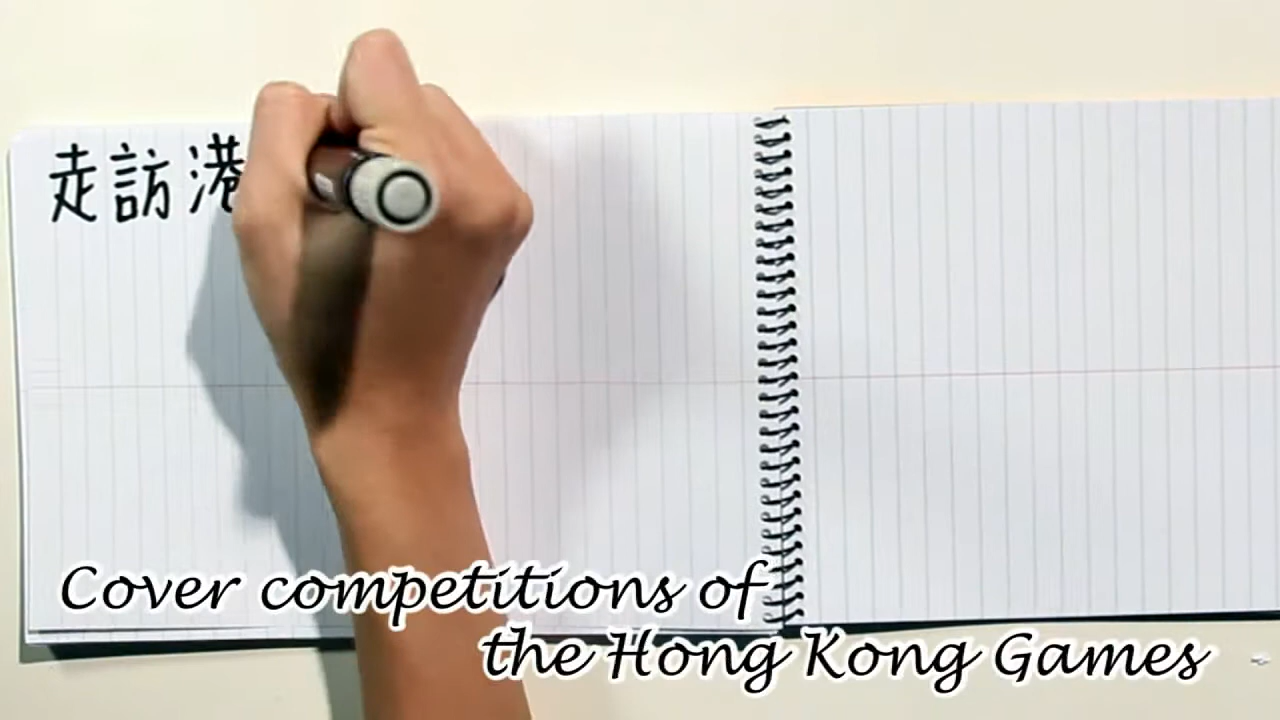 走訪港
Cover competitions of
the Hong Kong Games